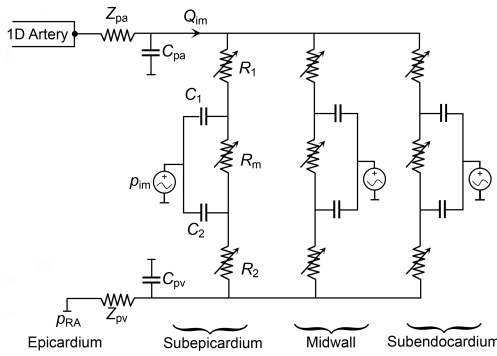 Z_pa
Q_im
1D Artery
C_pa
R_1
C_1
+
R_m
p_im
C_2
R_2
C_pv
p_RA
Z_pv
Epicardium
Subepicardium
Midwall
Subendocardium